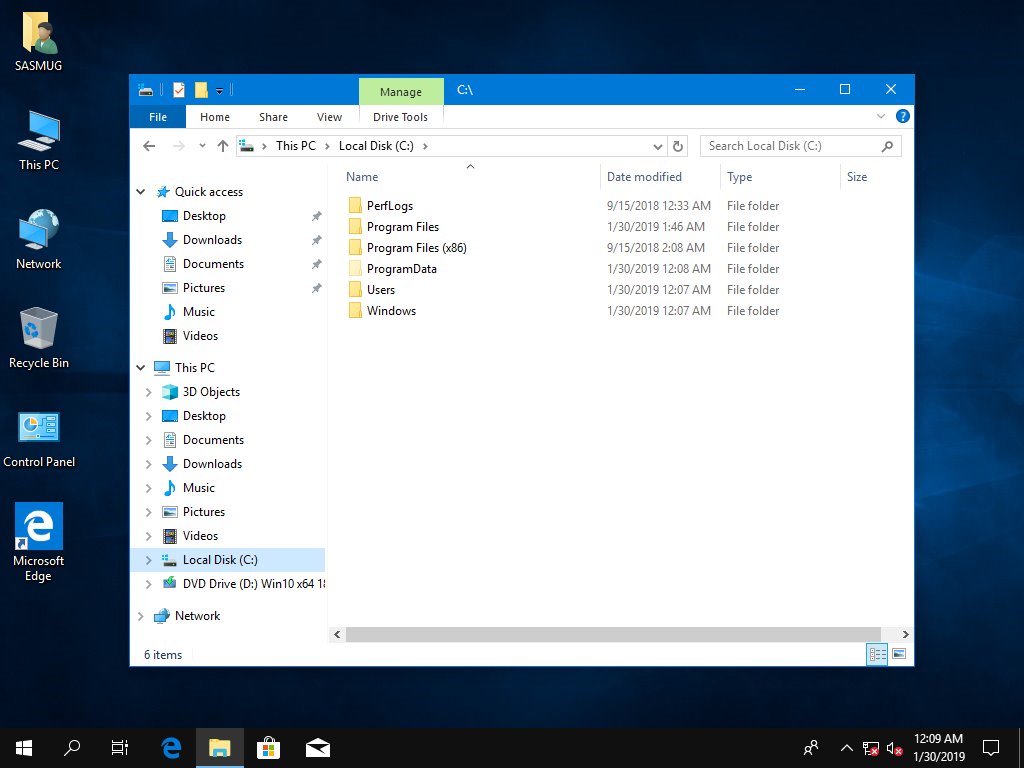 SASMUG
This PC
Network
Recycle Bin
Control Panel
Microsoft
Edge
Manage
C:\
File
Home
Share
View
Drive Tools
?
This PC > Local Disk (C:) >
Search Local Disk (C:)
Quick access
Desktop
Downloads
Documents
Pictures
Music
Videos
This PC
3D Objects
Desktop
Documents
Downloads
Music
Pictures
Videos
Local Disk (C:)
DVD Drive (D:) Win10 x64 18
Network
Name Date modified Type Size
PerfLogs 9/15/2018 12:33 AM File folder
Program Files 1/30/2019 1:46 AM File folder
Program Files (x86) 9/15/2018 2:08 AM File folder
ProgramData 1/30/2019 12:08 AM File folder
Users 1/30/2019 12:07 AM File folder
Windows 1/30/2019 12:07 AM File folder
6 items
12:09 AM
1/30/2019